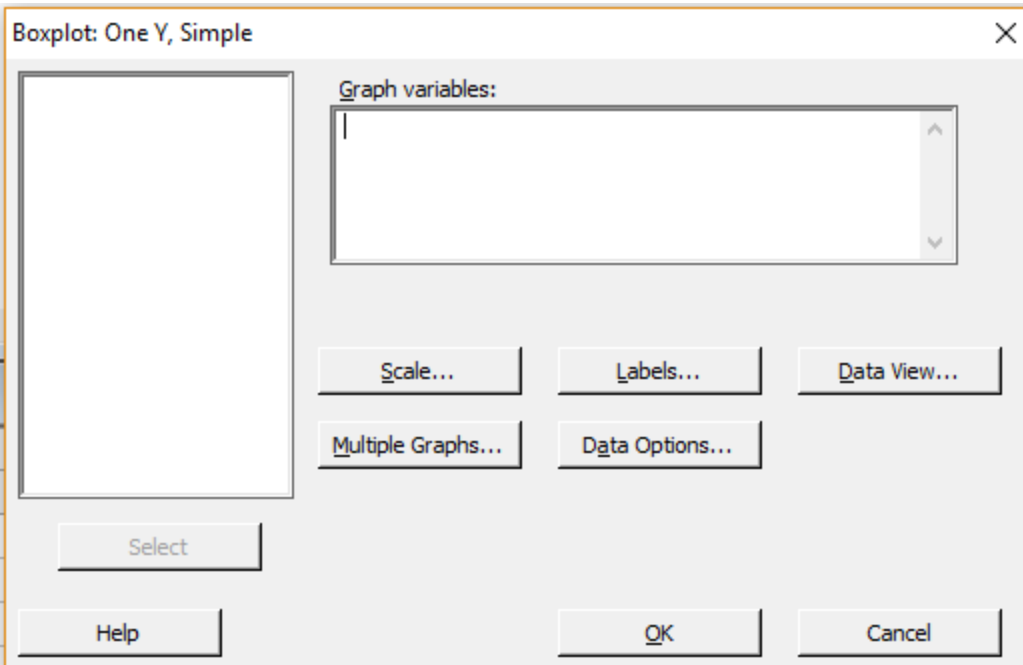 Boxplot: One Y, Simple
Graph variables:
Scale...
Labels...
Data View...
Multiple Graphs...
Data Options...
Select
Help
OK
Cancel